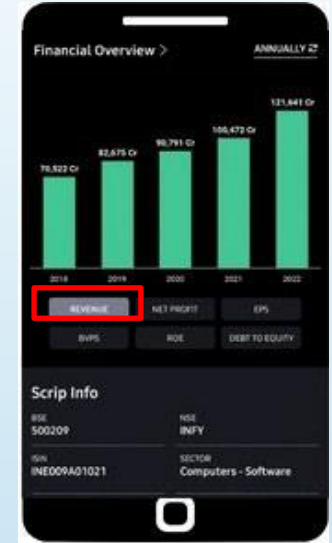 Financial Overview >
ANNUALLY
121,641 Cr
100,472 Cr
90,791 Cr
82,675 Cr
70,522 Cr
2018 2019 2020 2021 2022
REVENUE NET PROFIT EPS
BVPS ROE DEBT TO EQUITY
Scrip Info
BSE NSE
500209 INFY
ISIN SECTOR
INE009A01021 Computers - Software